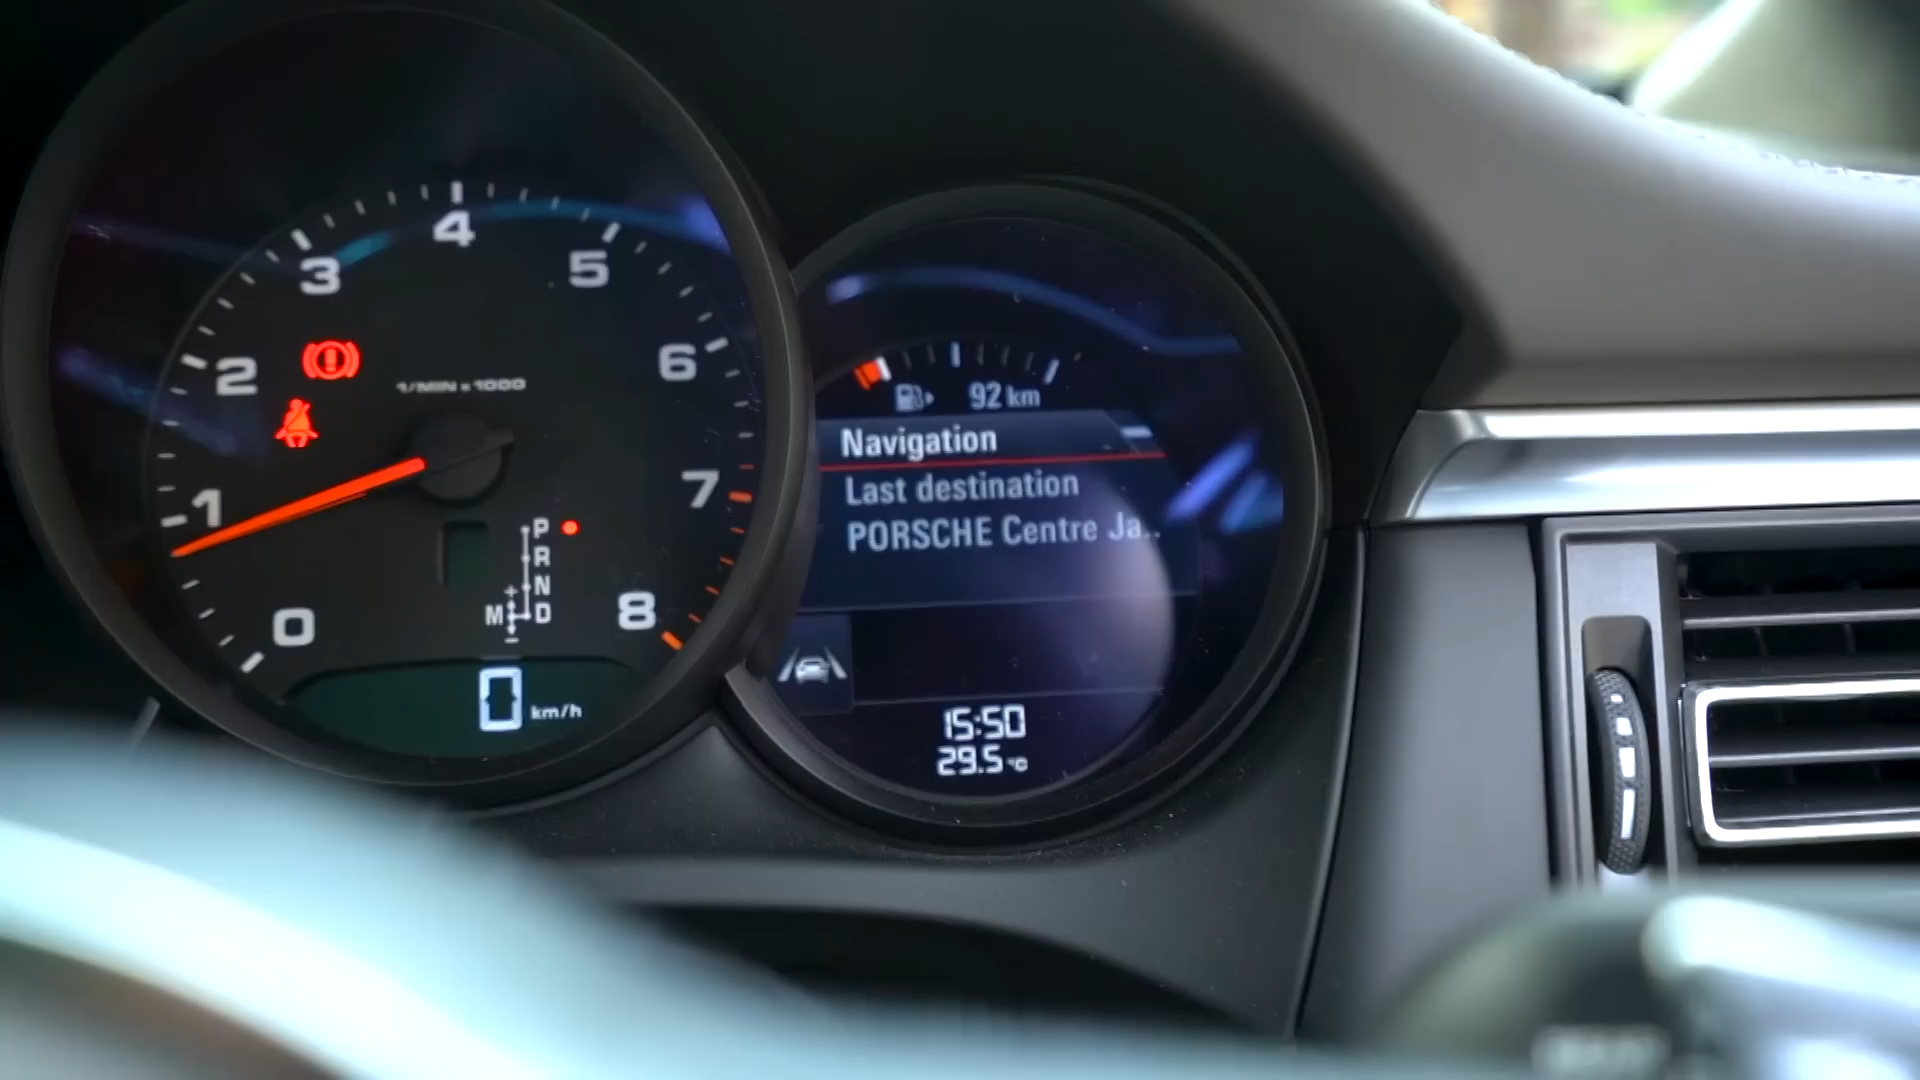 4
3
5
2
6
1/MIN x 1000
92 km
Navigation
1
7
Last destination
PORSCHE Centre Ja..
P
R
N
M D
+
−
0
8
0 km/h
15:50
29.5 °C